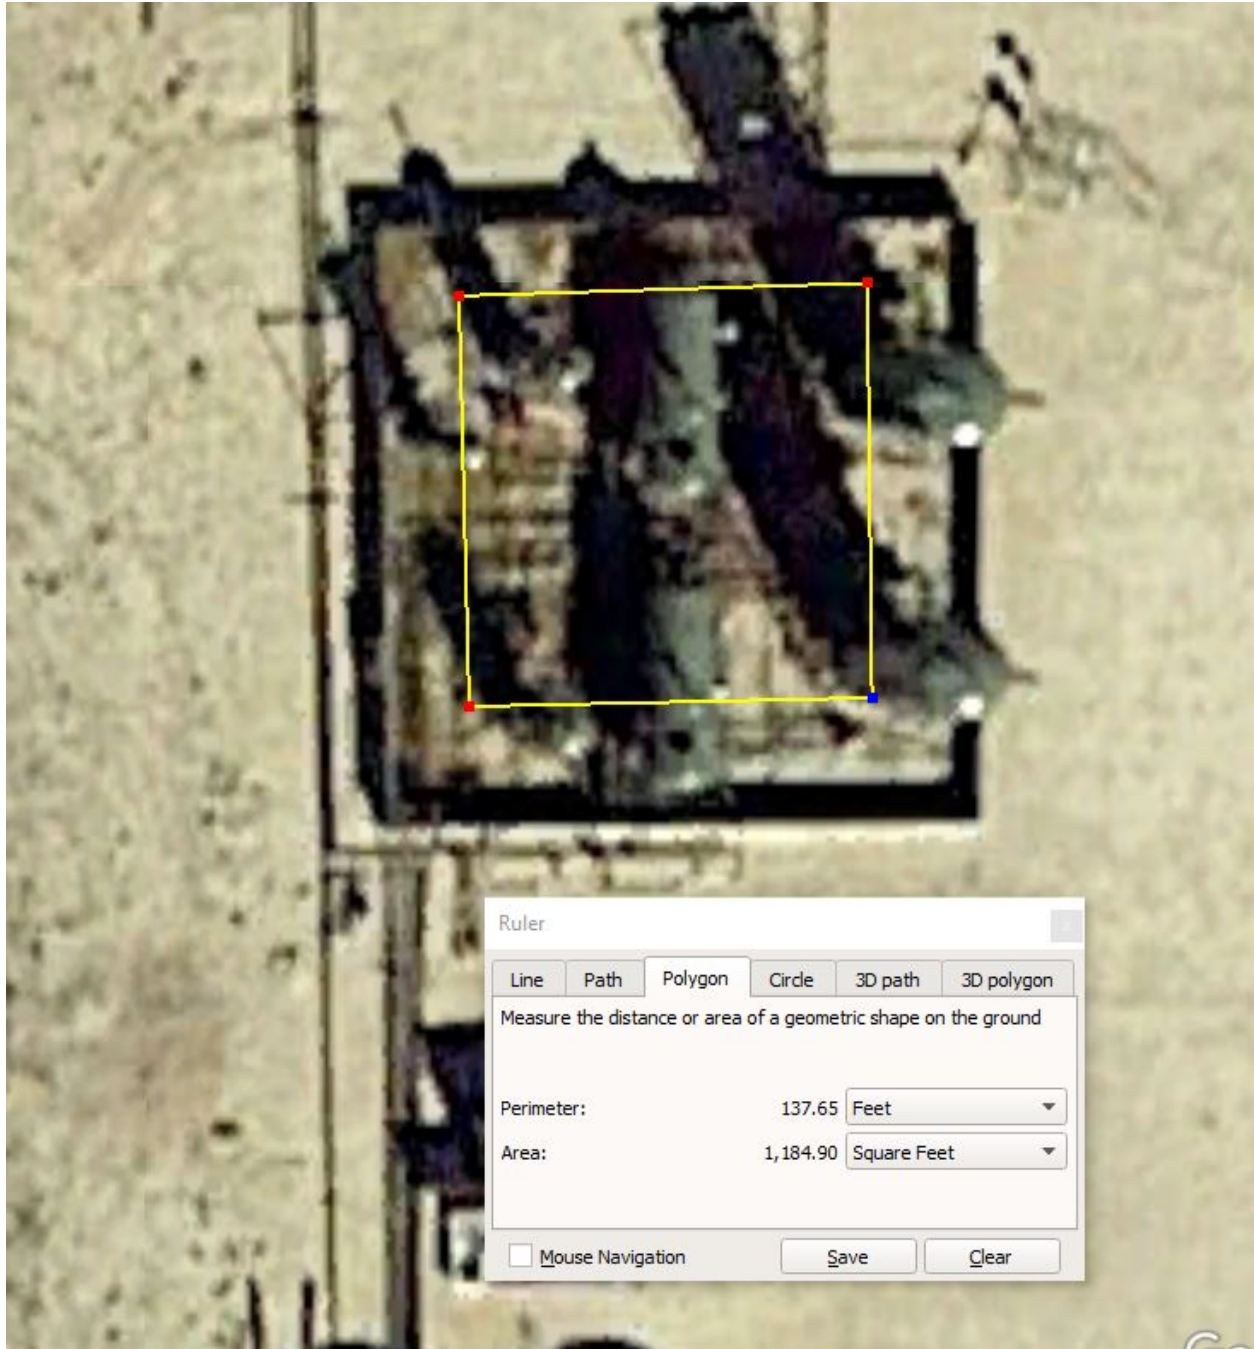 Ruler
Line Path Polygon Circle 3D path 3D polygon
Measure the distance or area of a geometric shape on the ground
Perimeter: 137.65 Feet
Area: 1,184.90 Square Feet
Mouse Navigation Save Clear